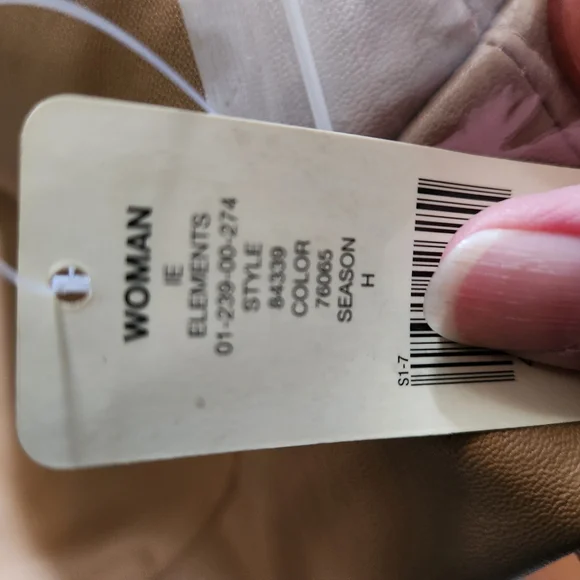 WOMAN
IE
ELEMENTS
01-239-00-274
STYLE
84339
COLOR
76065
SEASON
H
S1-7